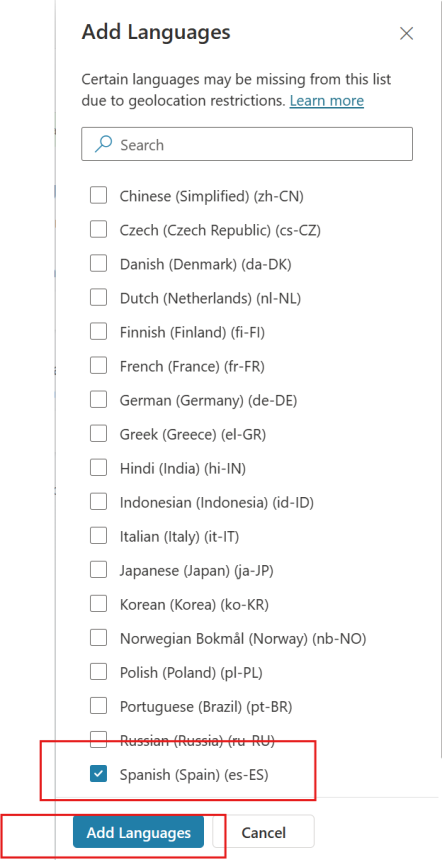 Add Languages
Certain languages may be missing from this list
due to geolocation restrictions. Learn more
Search
Chinese (Simplified) (zh-CN)
Czech (Czech Republic) (cs-CZ)
Danish (Denmark) (da-DK)
Dutch (Netherlands) (nl-NL)
Finnish (Finland) (fi-FI)
French (France) (fr-FR)
German (Germany) (de-DE)
Greek (Greece) (el-GR)
Hindi (India) (hi-IN)
Indonesian (Indonesia) (id-ID)
Italian (Italy) (it-IT)
Japanese (Japan) (ja-JP)
Korean (Korea) (ko-KR)
Norwegian Bokmål (Norway) (nb-NO)
Polish (Poland) (pl-PL)
Portuguese (Brazil) (pt-BR)
Russian (Russia) (ru-RU)
Spanish (Spain) (es-ES)
Add Languages Cancel